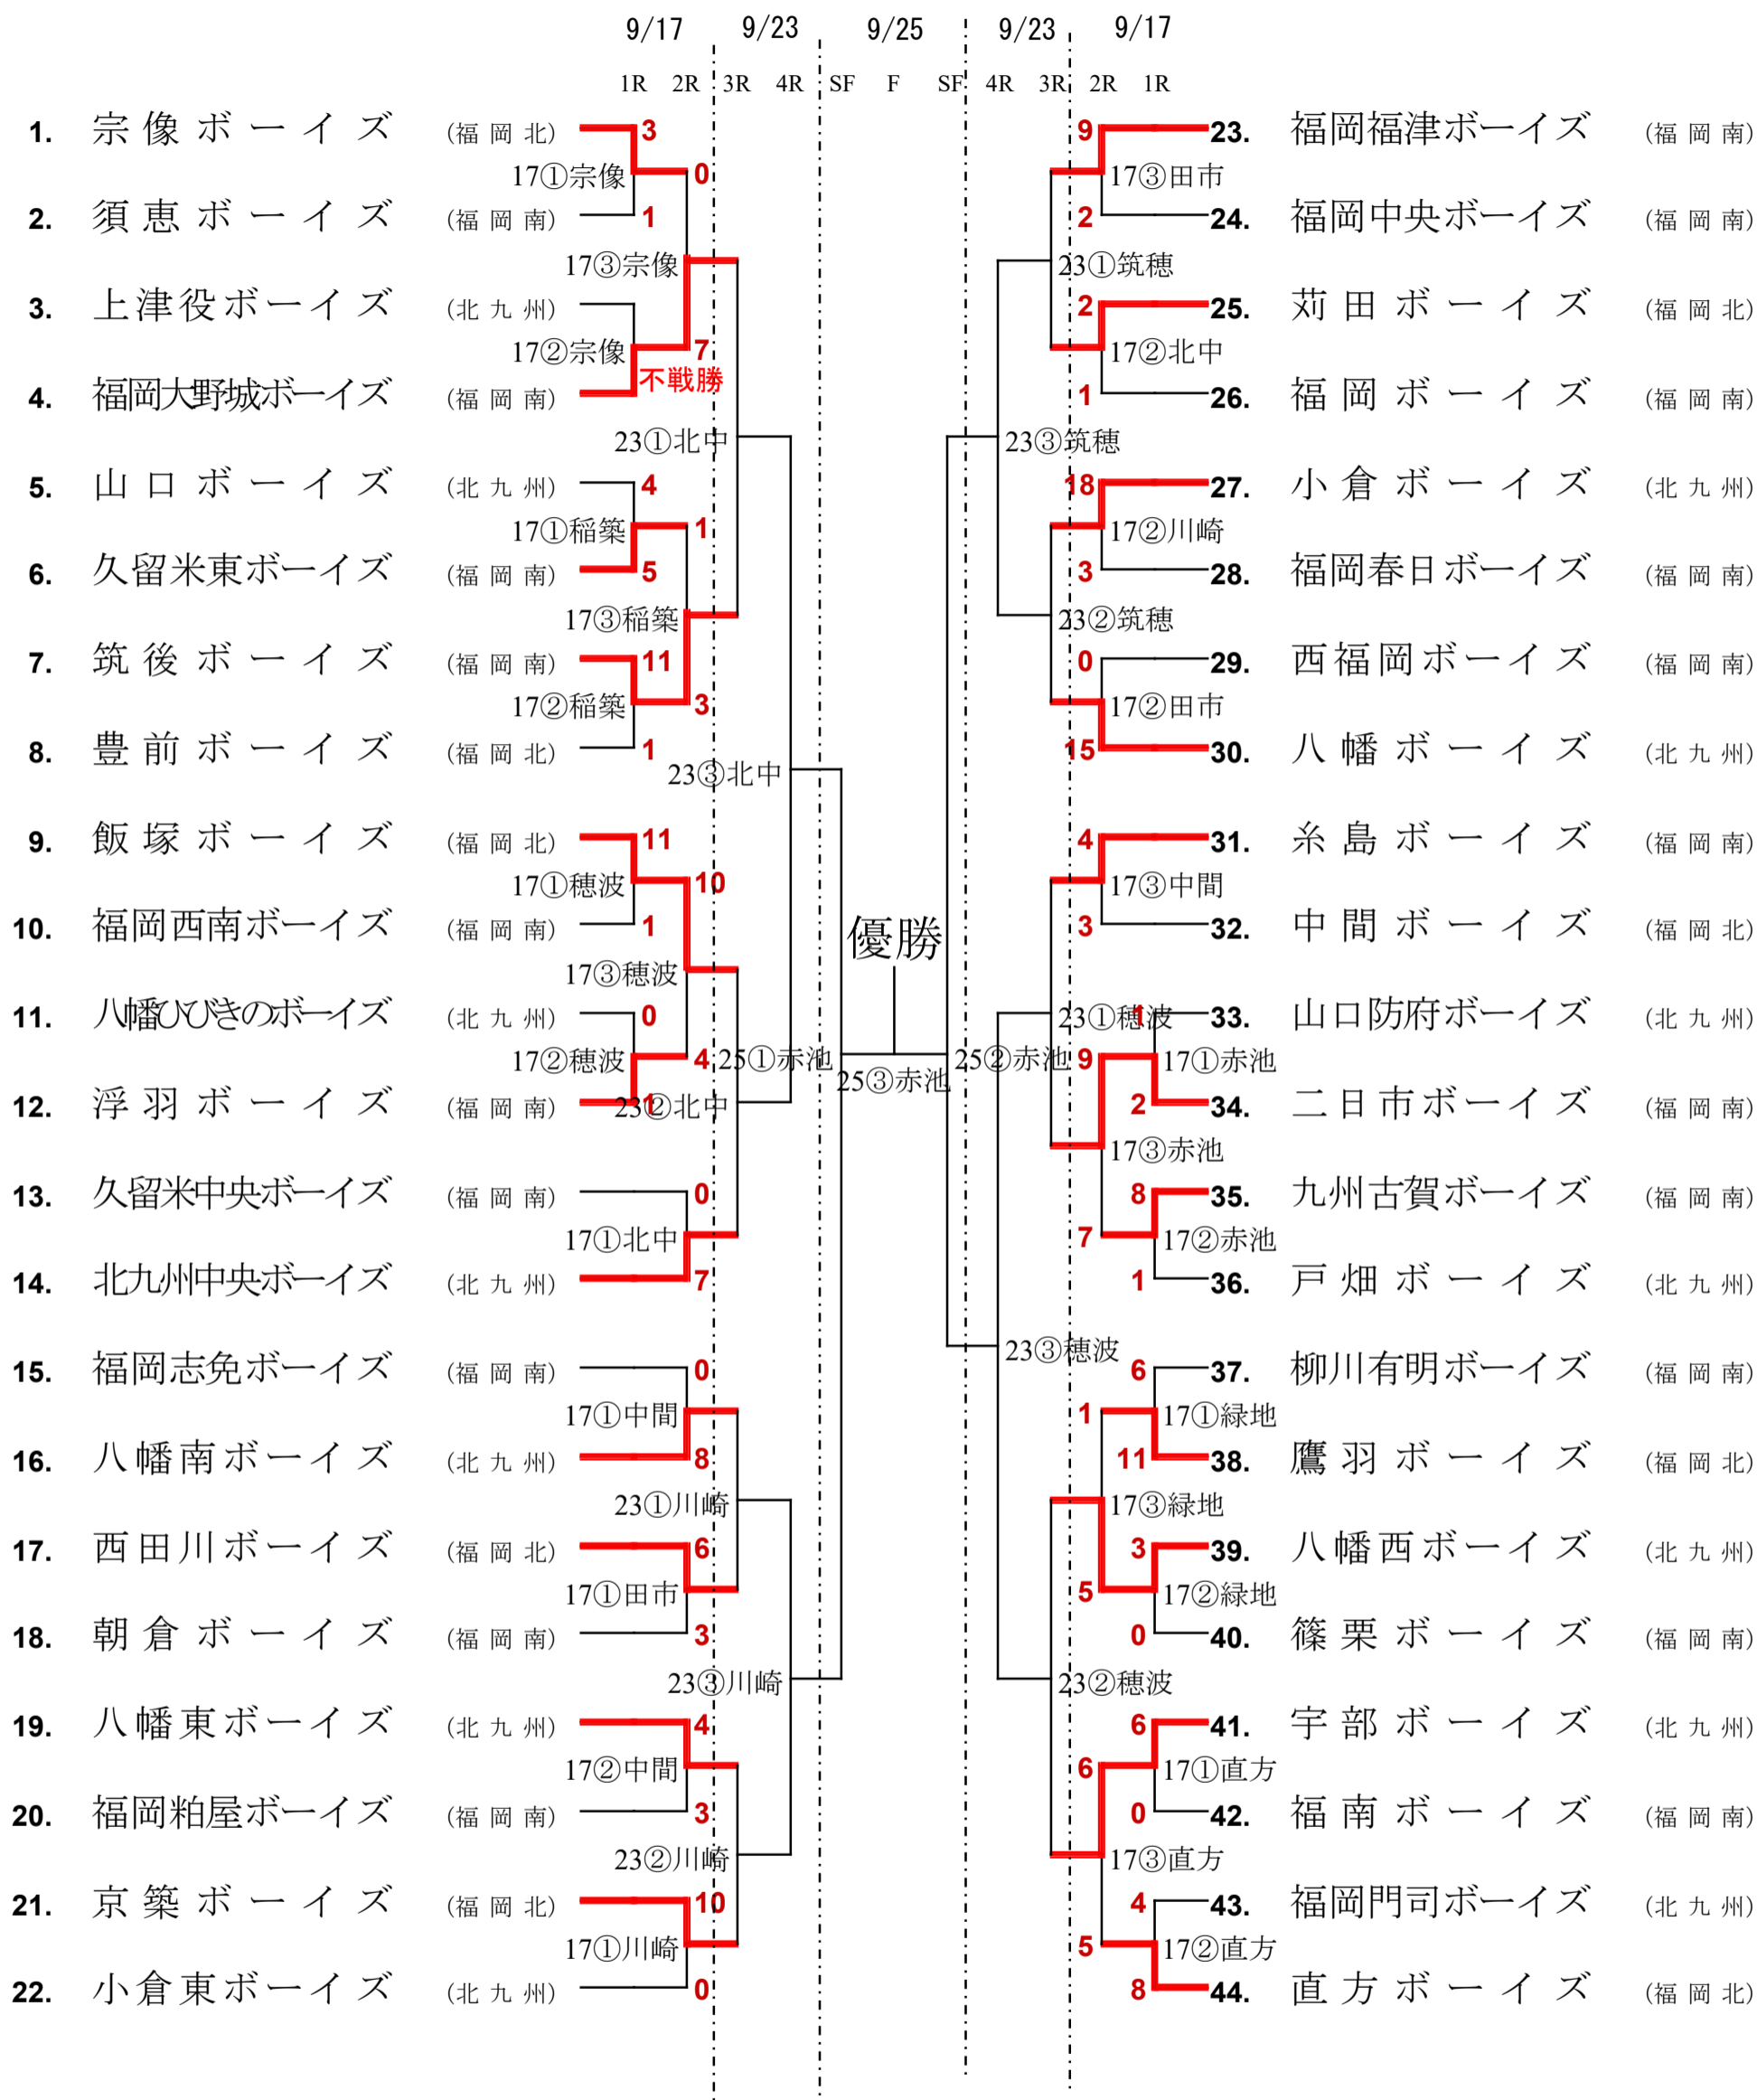 9/17 9/23 9/25 9/23 9/17
1R 2R 3R 4R SF F SF 4R 3R 2R 1R
1. 宗像ボーイズ (福岡北) 3
17①宗像 0
2. 須恵ボーイズ (福岡南) 1
17③宗像
3. 上津役ボーイズ (北九州)
17②宗像 7
不戦勝
4. 福岡大野城ボーイズ (福岡南)
23①北中
5. 山口ボーイズ (北九州) 4
17①稲築 1
6. 久留米東ボーイズ (福岡南) 5
17③稲築
7. 筑後ボーイズ (福岡南) 11
17②稲築 3
8. 豊前ボーイズ (福岡北) 1
23③北中
9. 飯塚ボーイズ (福岡北) 11
17①穂波 10
10. 福岡西南ボーイズ (福岡南) 1
17③穂波
11. 八幡ひびきのボーイズ (北九州) 0
17②穂波 4 25①赤池
12. 浮羽ボーイズ (福岡南) 1
23②北中
13. 久留米中央ボーイズ (福岡南) 0
17①北中
14. 北九州中央ボーイズ (北九州) 7
15. 福岡志免ボーイズ (福岡南) 0
17①中間
16. 八幡南ボーイズ (北九州) 8
23①川崎
17. 西田川ボーイズ (福岡北) 6
17①田市
18. 朝倉ボーイズ (福岡南) 3
23③川崎
19. 八幡東ボーイズ (北九州) 4
17②中間
20. 福岡粕屋ボーイズ (福岡南) 3
23②川崎
21. 京築ボーイズ (福岡北) 10
17①川崎
22. 小倉東ボーイズ (北九州) 0
優勝
25③赤池
9 23. 福岡福津ボーイズ (福岡南)
17③田市
2 24. 福岡中央ボーイズ (福岡南)
23①筑穂
2 25. 苅田ボーイズ (福岡北)
17②北中
1 26. 福岡ボーイズ (福岡南)
23③筑穂
18 27. 小倉ボーイズ (北九州)
17②川崎
3 28. 福岡春日ボーイズ (福岡南)
23②筑穂
0 29. 西福岡ボーイズ (福岡南)
17②田市
15 30. 八幡ボーイズ (北九州)
4 31. 糸島ボーイズ (福岡南)
17③中間
3 32. 中間ボーイズ (福岡北)
23①穂波
1 33. 山口防府ボーイズ (北九州)
25②赤池 9 17①赤池
2 34. 二日市ボーイズ (福岡南)
17③赤池
8 35. 九州古賀ボーイズ (福岡南)
7 17②赤池
1 36. 戸畑ボーイズ (北九州)
23③穂波
6 37. 柳川有明ボーイズ (福岡南)
1 17①緑地
11 38. 鷹羽ボーイズ (福岡北)
17③緑地
3 39. 八幡西ボーイズ (北九州)
5 17②緑地
0 40. 篠栗ボーイズ (福岡南)
23②穂波
6 41. 宇部ボーイズ (北九州)
6 17①直方
0 42. 福南ボーイズ (福岡南)
17③直方
4 43. 福岡門司ボーイズ (北九州)
5 17②直方
8 44. 直方ボーイズ (福岡北)